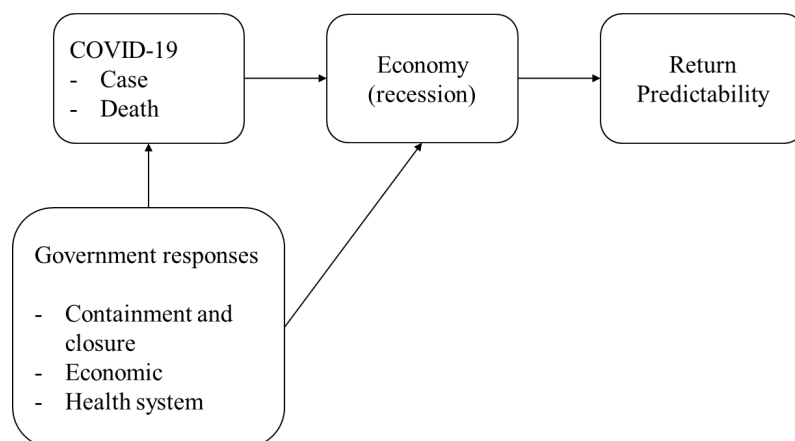 COVID-19
- Case
- Death
Economy
(recession)
Return
Predictability
Government responses
- Containment and
closure
- Economic
- Health system